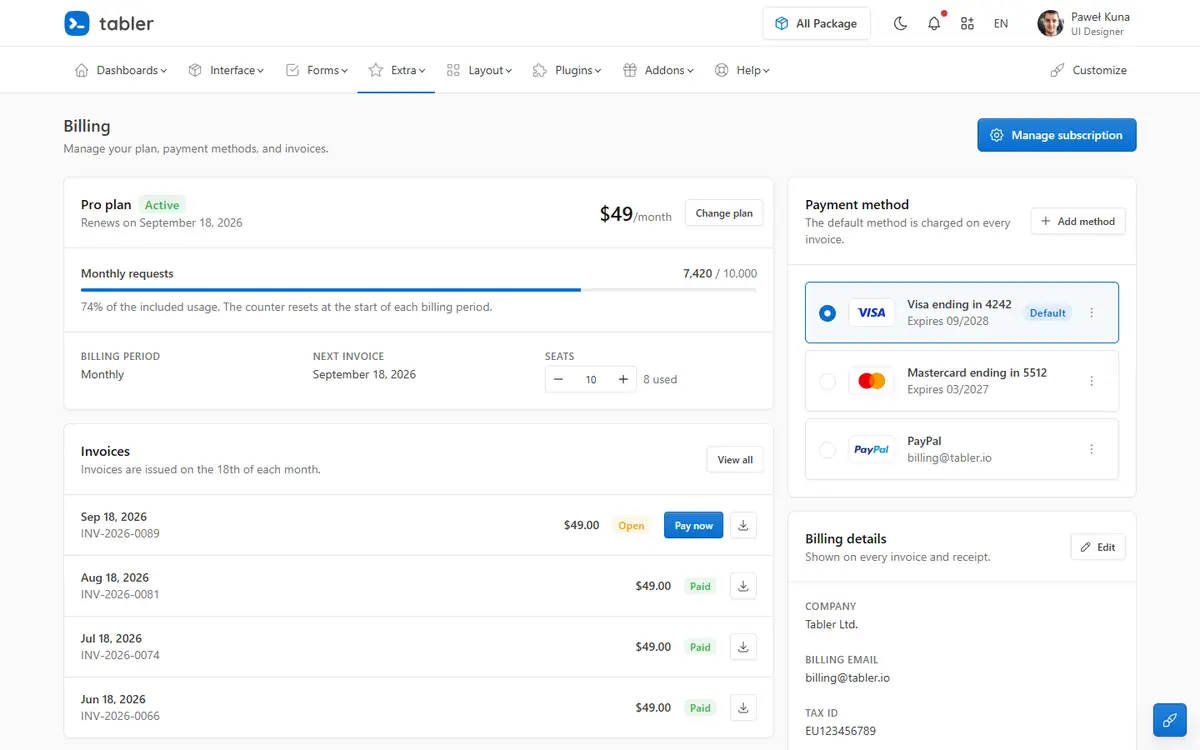 tabler
All Package
EN
Paweł Kuna
UI Designer
Dashboards
Interface
Forms
Extra
Layout
Plugins
Addons
Help
Customize
Billing
Manage your plan, payment methods, and invoices.
Manage subscription
Pro plan Active
Renews on September 18, 2026
$49/month
Change plan
Monthly requests
7,420 / 10,000
74% of the included usage. The counter resets at the start of each billing period.
BILLING PERIOD
Monthly
NEXT INVOICE
September 18, 2026
SEATS
− 10 + 8 used
Invoices
Invoices are issued on the 18th of each month.
View all
Sep 18, 2026
INV-2026-0089
$49.00 Open Pay now
Aug 18, 2026
INV-2026-0081
$49.00 Paid
Jul 18, 2026
INV-2026-0074
$49.00 Paid
Jun 18, 2026
INV-2026-0066
$49.00 Paid
Payment method
The default method is charged on every
invoice.
+ Add method
VISA
Visa ending in 4242
Expires 09/2028
Default
Mastercard ending in 5512
Expires 03/2027
PayPal
PayPal
billing@tabler.io
Billing details
Shown on every invoice and receipt.
Edit
COMPANY
Tabler Ltd.
BILLING EMAIL
billing@tabler.io
TAX ID
EU123456789